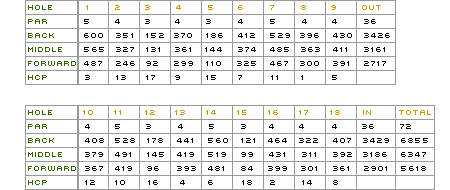 HOLE 1 2 3 4 5 6 7 8 9 OUT
PAR 5 4 3 4 3 4 5 4 4 36
BACK 600 351 152 370 186 412 529 396 430 3426
MIDDLE 565 327 131 361 144 374 485 363 411 3161
FORWARD 487 246 92 299 110 325 467 300 391 2717
HCP 3 13 17 9 15 7 11 1 5
HOLE 10 11 12 13 14 15 16 17 18 IN TOTAL
PAR 4 5 3 4 5 3 4 4 4 36 72
BACK 408 528 178 441 560 121 464 322 407 3429 6855
MIDDLE 379 491 145 419 519 99 431 311 392 3186 6347
FORWARD 367 419 96 393 481 84 399 301 361 2901 5618
HCP 12 10 16 4 6 18 2 14 8